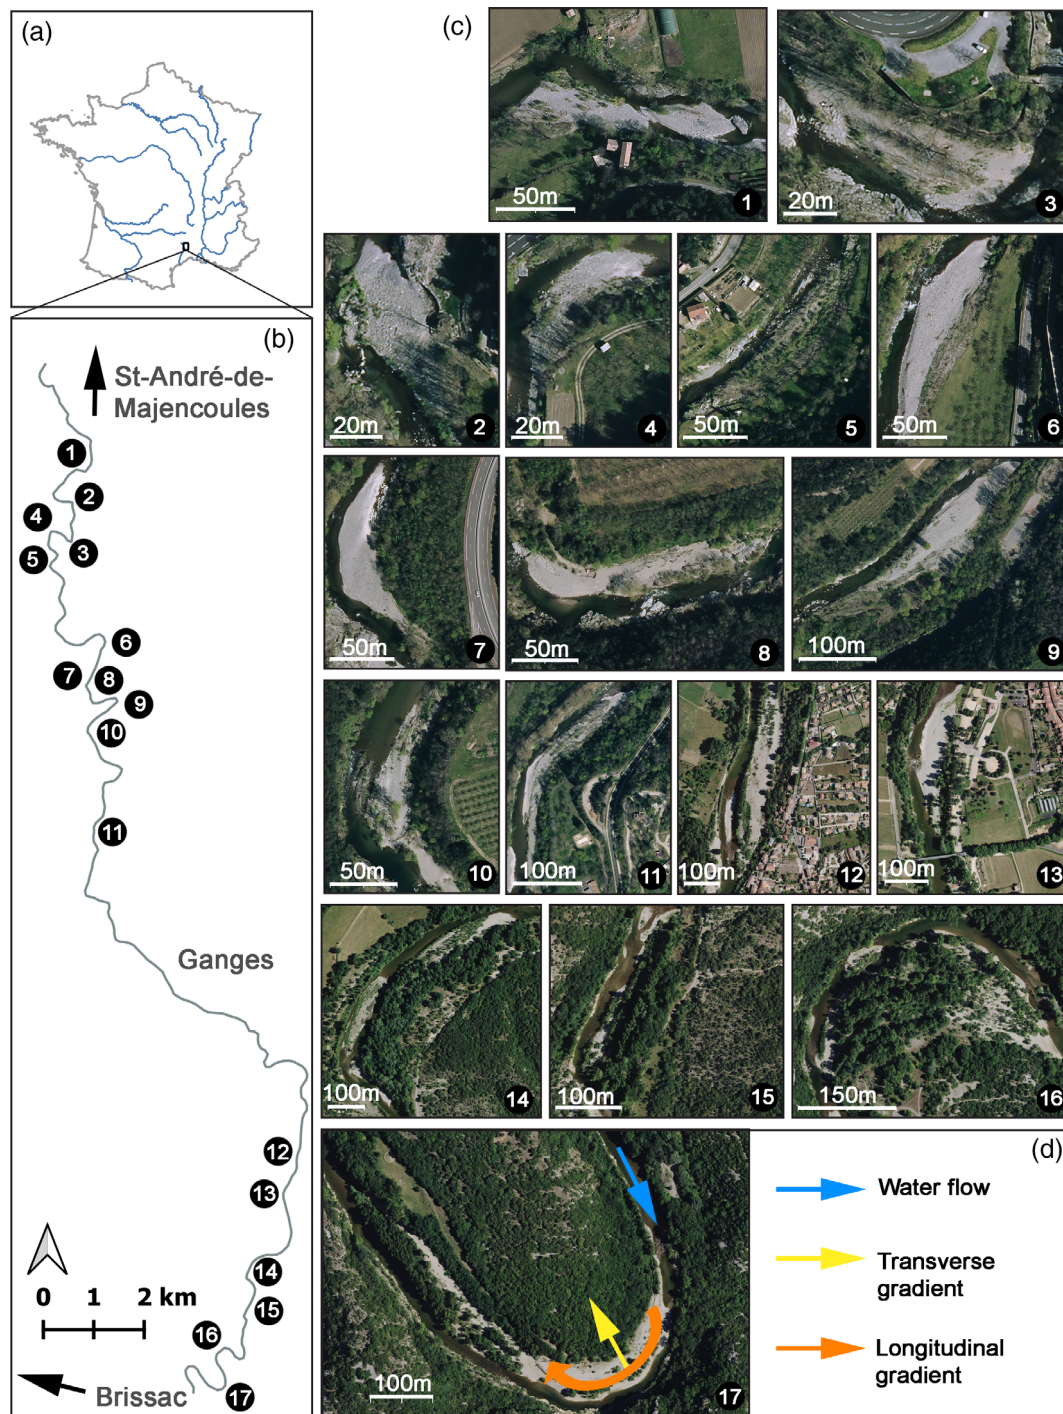 (a)
(b)
St-André-de-
Majencoules
1
2
4
3
5
6
7
8
9
10
11
Ganges
12
13
14
15
16
17
0 1 2 km
Brissac
(c)
50m
1
20m
3
20m
2
20m
4
50m
5
50m
6
50m
7
50m
8
100m
9
50m
10
100m
11
100m
12
100m
13
100m
14
100m
15
150m
16
100m
17
(d)
Water flow
Transverse
gradient
Longitudinal
gradient